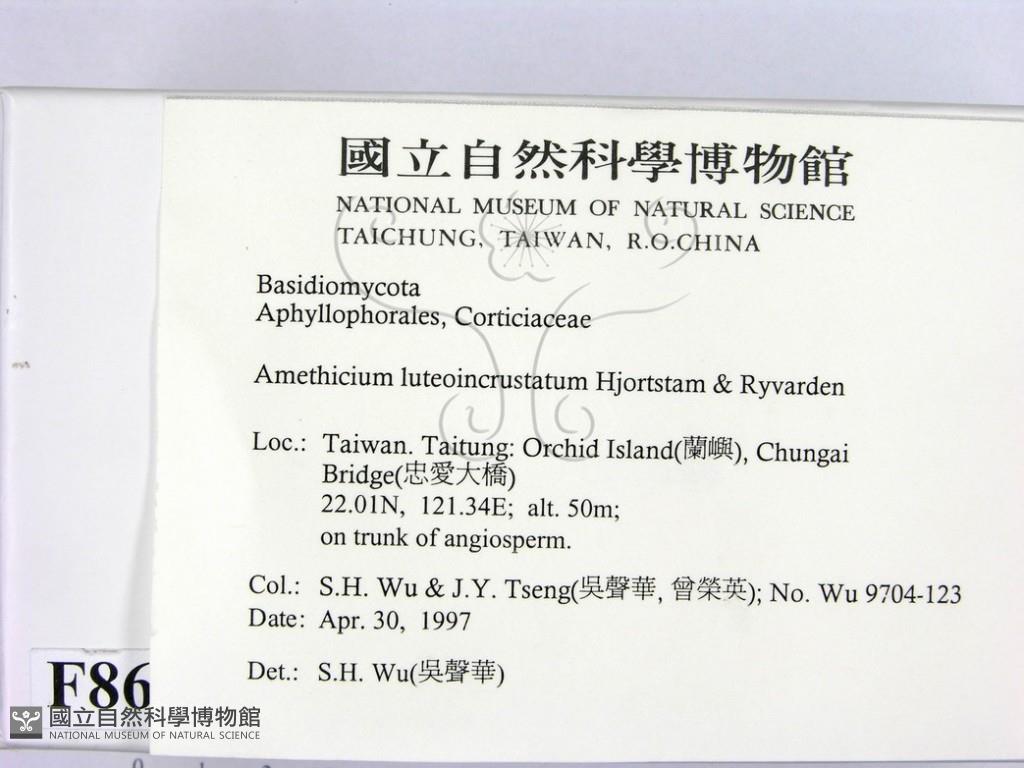 國立自然科學博物館
NATIONAL MUSEUM OF NATURAL SCIENCE
TAICHUNG, TAIWAN, R.O.CHINA
Basidiomycota
Aphyllophorales, Corticiaceae
Amethicium luteoincrustatum Hjortstam & Ryvarden
Loc.: Taiwan. Taitung: Orchid Island(蘭嶼), Chungai
Bridge(忠愛大橋)
22.01N, 121.34E; alt. 50m;
on trunk of angiosperm.
Col.: S.H. Wu & J.Y. Tseng(吳聲華, 曾榮英); No. Wu 9704-123
Date: Apr. 30, 1997
Det.: S.H. Wu(吳聲華)
F86
國立自然科學博物館
NATIONAL MUSEUM OF NATURAL SCIENCE